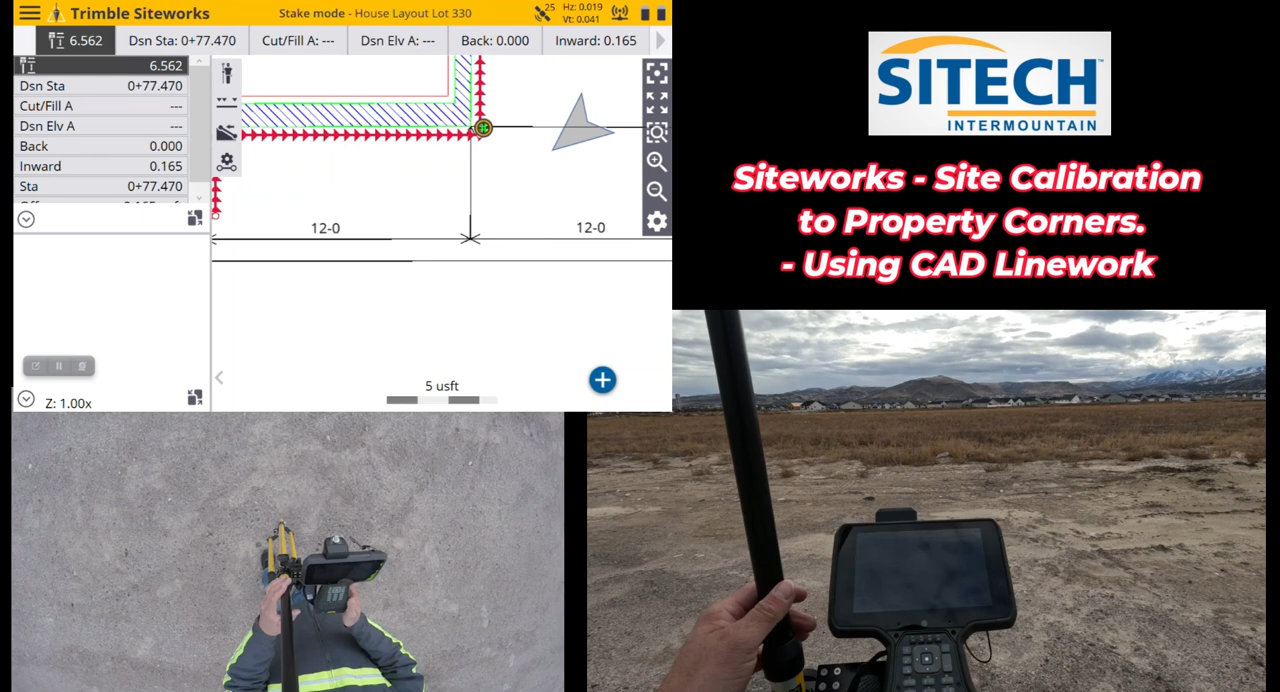 Trimble Siteworks
Stake mode - House Layout Lot 330
25
Hz: 0.019
Vt: 0.041
6.562
Dsn Sta: 0+77.470
Cut/Fill A: ---
Dsn Elv A: ---
Back: 0.000
Inward: 0.165
6.562
Dsn Sta 0+77.470
Cut/Fill A ---
Dsn Elv A ---
Back 0.000
Inward 0.165
Sta 0+77.470
12-0
12-0
5 usft
Z: 1.00x
SITECH™
INTERMOUNTAIN
Siteworks - Site Calibration
to Property Corners.
- Using CAD Linework